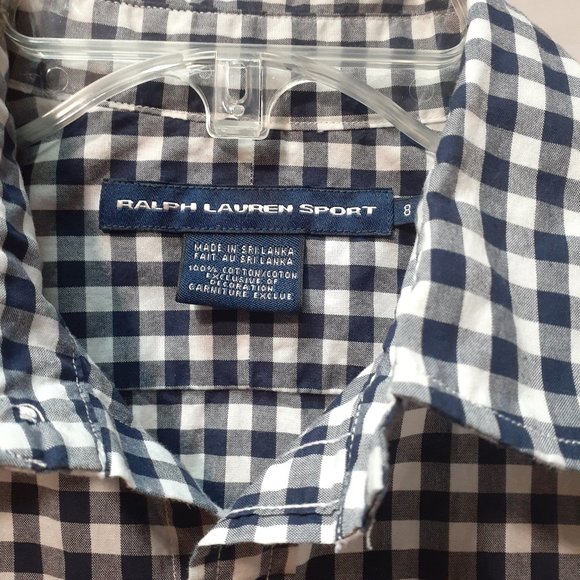 RALPH LAUREN SPORT
8
MADE IN SRI LANKA
FAIT AU SRI LANKA
100% COTTON/COTON
EXCLUSIVE OF
DECORATION
GARNITURE EXCLUE